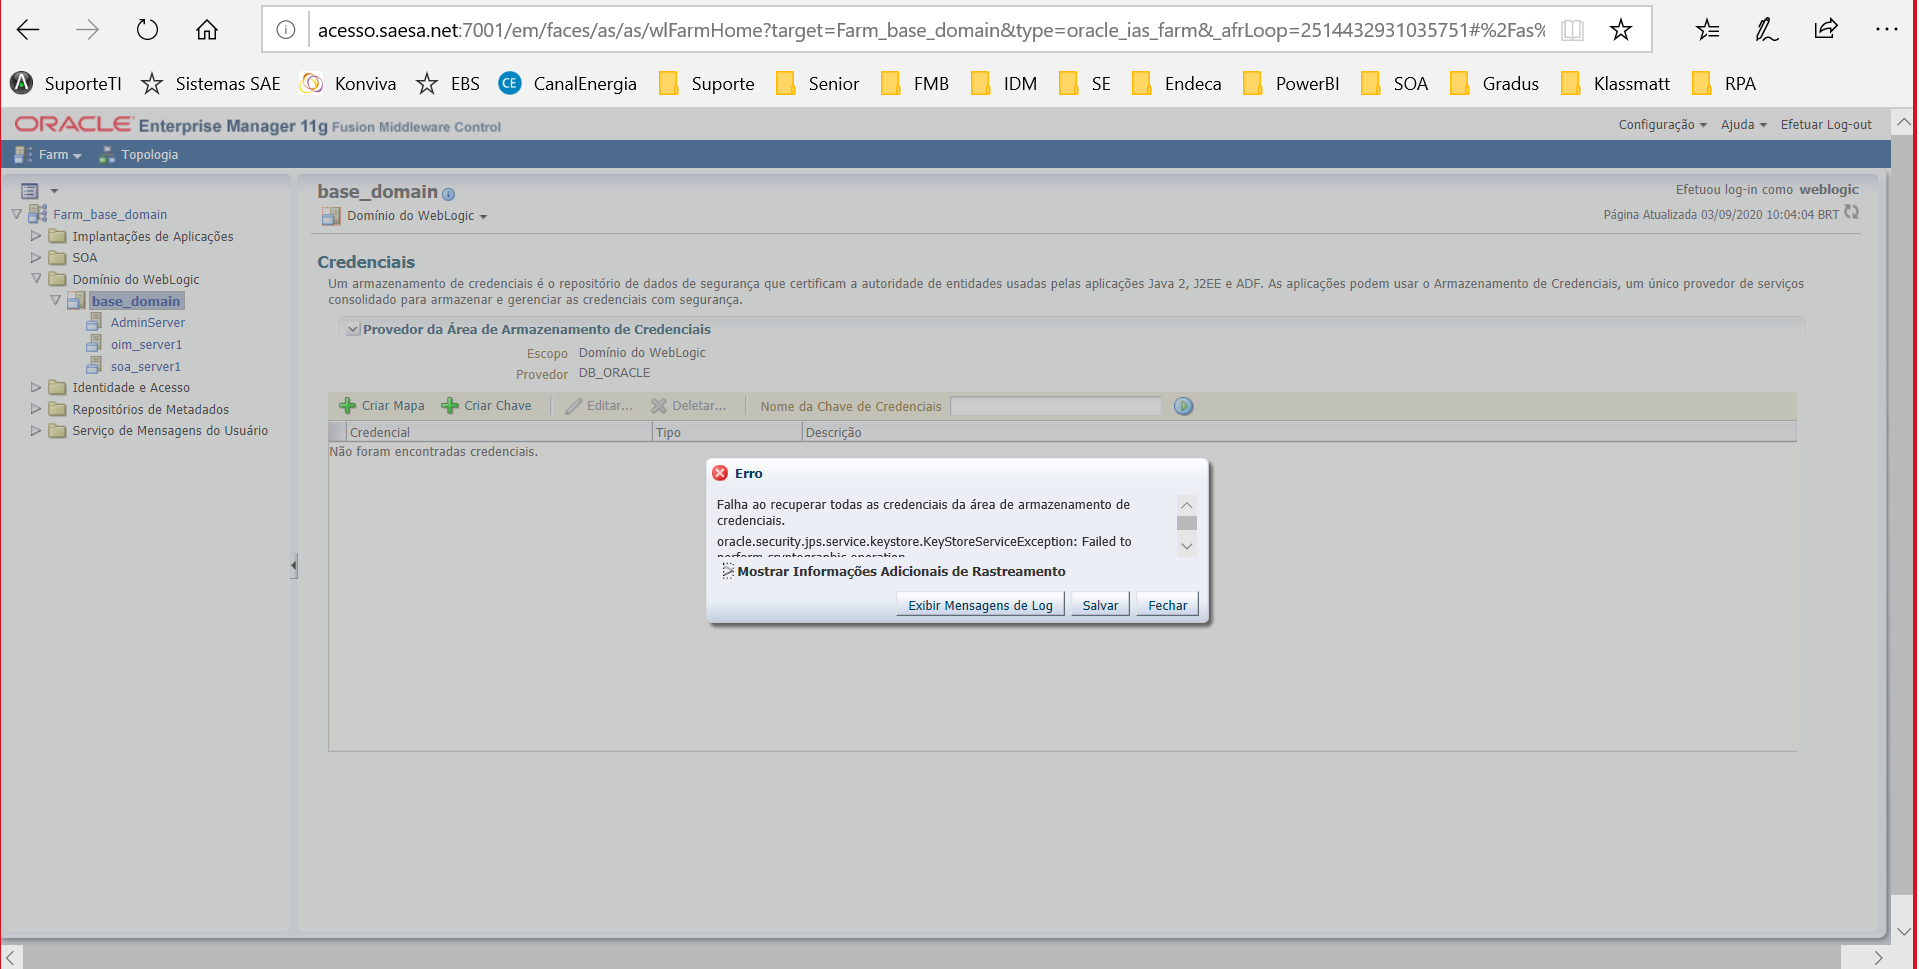 acesso.saesa.net:7001/em/faces/as/as/wlFarmHome?target=Farm_base_domain&type=oracle_ias_farm&_afrLoop=2514432931035751#%2Fas%
SuporteTI Sistemas SAE Konviva EBS CE CanalEnergia Suporte Senior FMB IDM SE Endeca PowerBI SOA Gradus Klassmatt RPA
ORACLE Enterprise Manager 11g Fusion Middleware Control
Configuração Ajuda Efetuar Log-out
Farm Topologia
Farm_base_domain
Implantações de Aplicações
SOA
Domínio do WebLogic
base_domain
AdminServer
oim_server1
soa_server1
Identidade e Acesso
Repositórios de Metadados
Serviço de Mensagens do Usuário
base_domain
Domínio do WebLogic
Efetuou log-in como weblogic
Página Atualizada 03/09/2020 10:04:04 BRT
Credenciais
Um armazenamento de credenciais é o repositório de dados de segurança que certificam a autoridade de entidades usadas pelas aplicações Java 2, J2EE e ADF. As aplicações podem usar o Armazenamento de Credenciais, um único provedor de serviços
consolidado para armazenar e gerenciar as credenciais com segurança.
Provedor da Área de Armazenamento de Credenciais
Escopo Domínio do WebLogic
Provedor DB_ORACLE
Criar Mapa Criar Chave Editar... Deletar... Nome da Chave de Credenciais
Credencial Tipo Descrição
Não foram encontradas credenciais.
Erro
Falha ao recuperar todas as credenciais da área de armazenamento de
credenciais.
oracle.security.jps.service.keystore.KeyStoreServiceException: Failed to
perform cryptographic operation
Mostrar Informações Adicionais de Rastreamento
Exibir Mensagens de Log Salvar Fechar